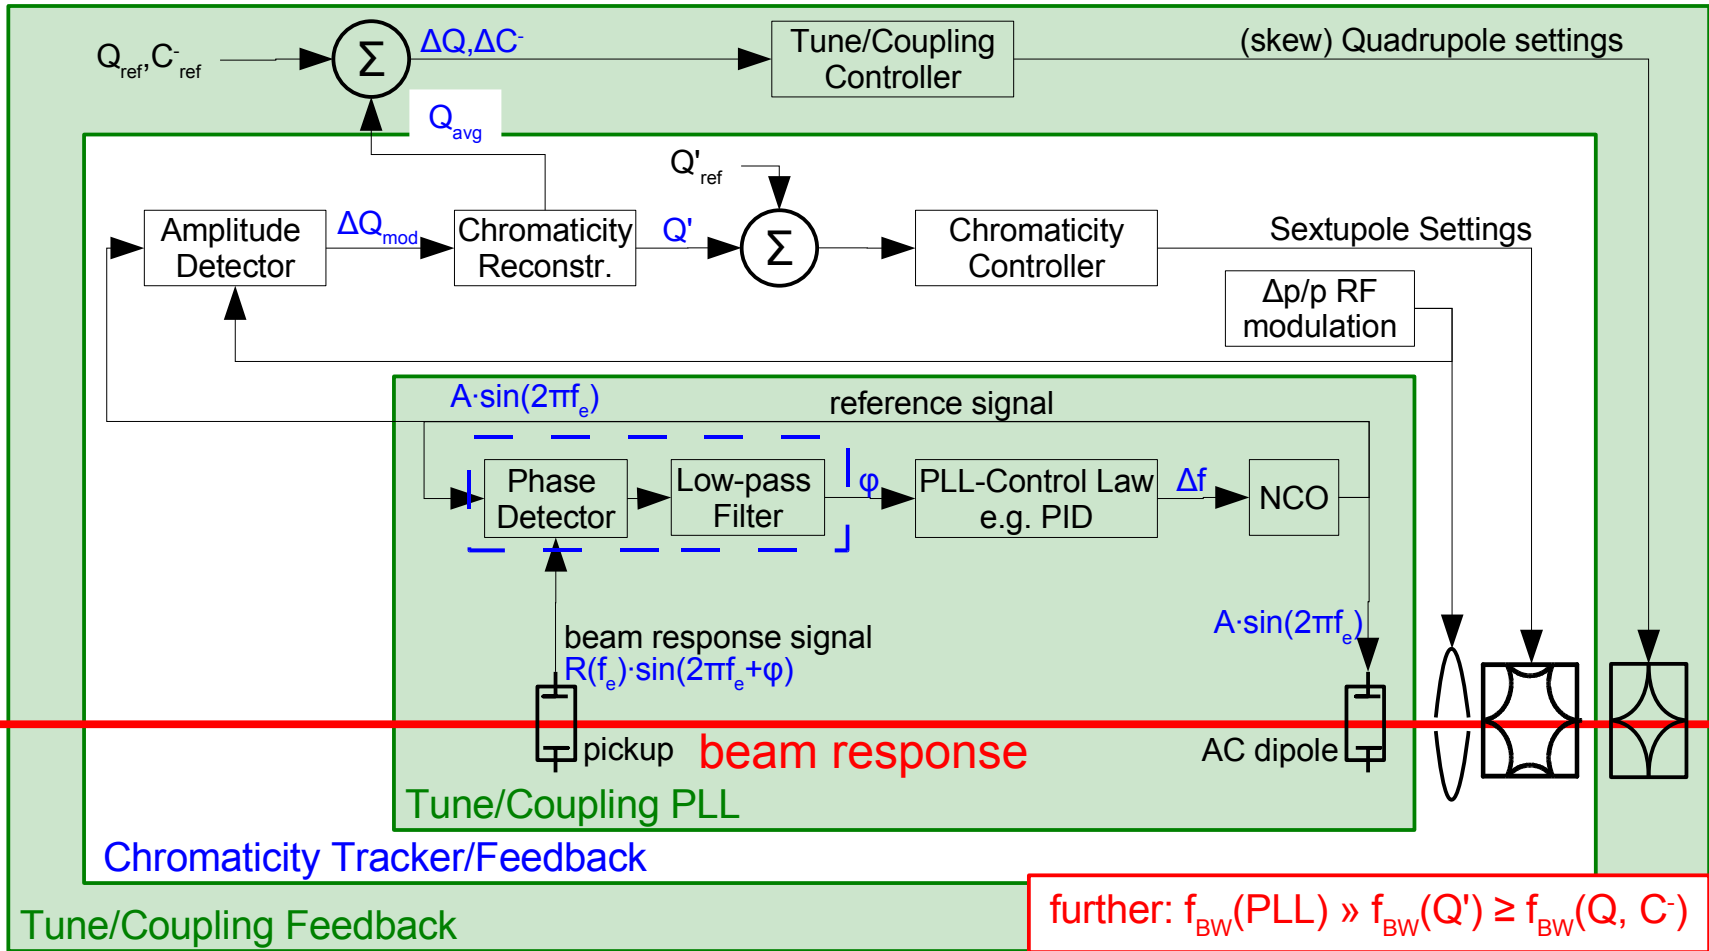 Q_ref,C⁻_ref
Σ
ΔQ,ΔC⁻
Tune/Coupling
Controller
(skew) Quadrupole settings
Q_avg
Q'_ref
Amplitude
Detector
ΔQ_mod
Chromaticity
Reconstr.
Q'
Σ
Chromaticity
Controller
Sextupole Settings
Δp/p RF
modulation
A·sin(2πf_e)
reference signal
Phase
Detector
Low-pass
Filter
φ
PLL-Control Law
e.g. PID
Δf
NCO
beam response signal
R(f_e)·sin(2πf_e+φ)
A·sin(2πf_e)
pickup
beam response
AC dipole
Tune/Coupling PLL
Chromaticity Tracker/Feedback
Tune/Coupling Feedback
further: f_BW(PLL) » f_BW(Q') ≥ f_BW(Q, C⁻)